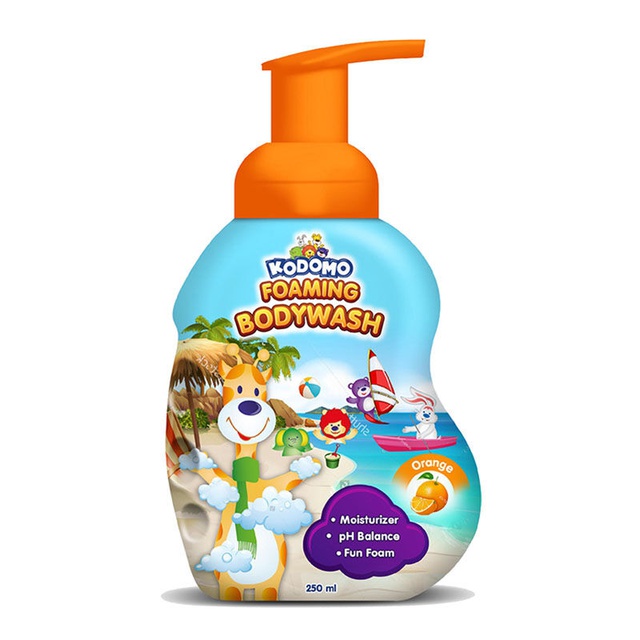 KODOMO
FOAMING
BODYWASH
Orange
• Moisturizer
• pH Balance
• Fun Foam
250 ml